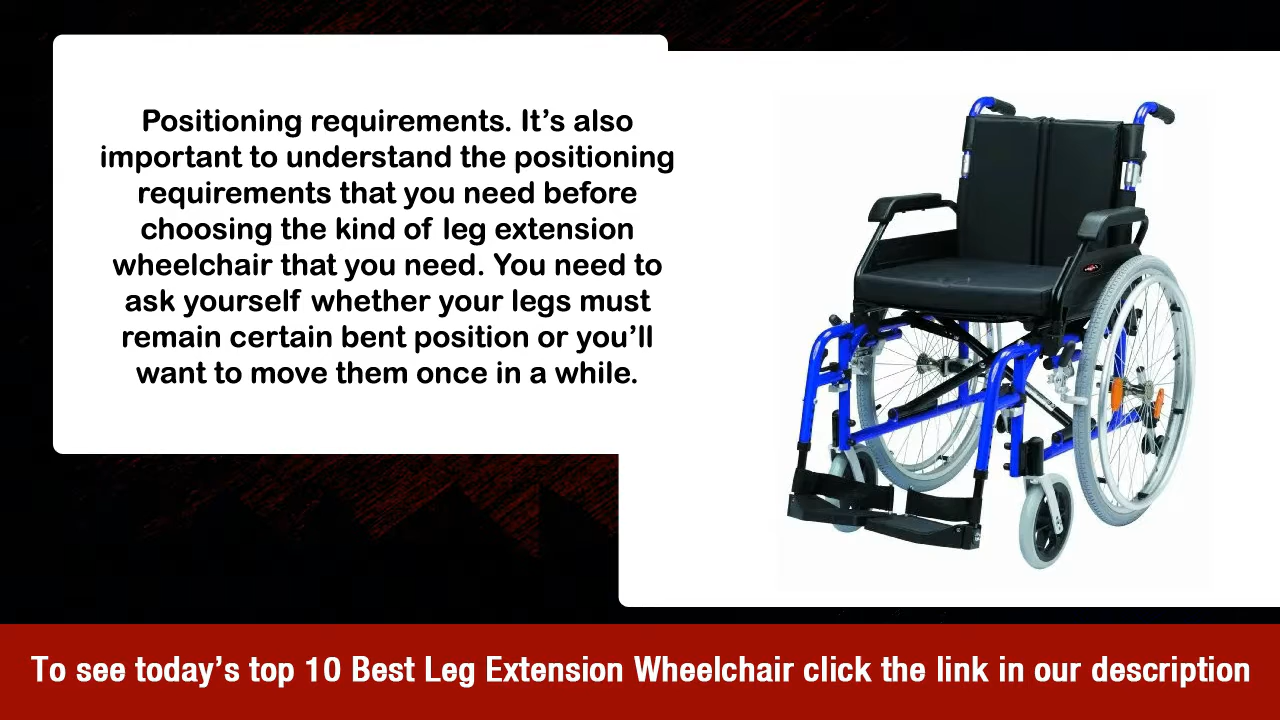 Positioning requirements. It’s also
important to understand the positioning
requirements that you need before
choosing the kind of leg extension
wheelchair that you need. You need to
ask yourself whether your legs must
remain certain bent position or you’ll
want to move them once in a while.
To see today’s top 10 Best Leg Extension Wheelchair click the link in our description